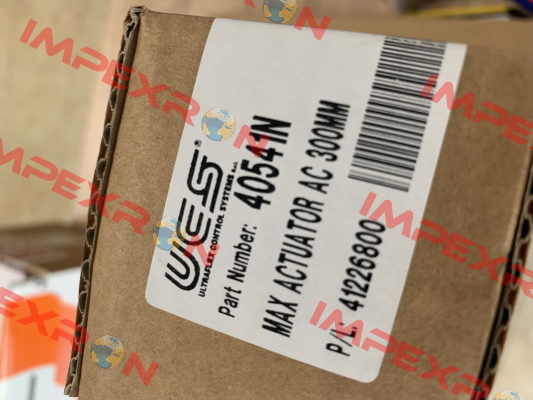 UCS®
ULTRAFLEX CONTROL SYSTEMS s.r.l.
Part Number: 40541N
MAX ACTUATOR AC 300MM
P/L: 41226800
IMPEXRON
IMPEXRON
IMPEXRON
IMPEXRON
IMPEXRON
IMPEXRON